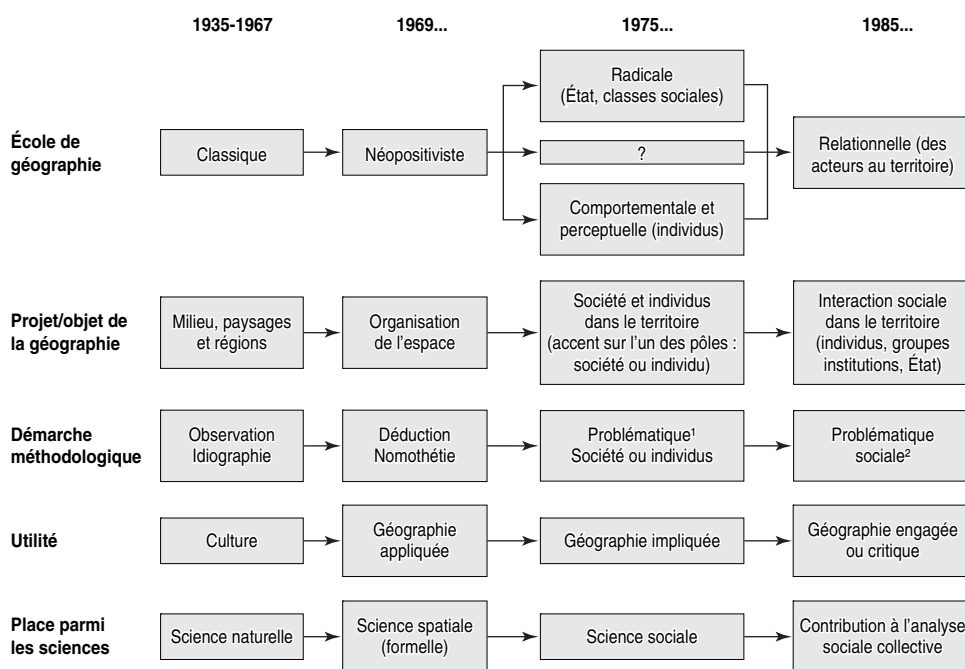 1935-1967
1969...
1975...
1985...
École de
géographie
Classique
Néopositiviste
Radicale
(État, classes sociales)
?
Comportementale et
perceptuelle (individus)
Relationnelle (des
acteurs au territoire)
Projet/objet de
la géographie
Milieu, paysages
et régions
Organisation
de l'espace
Société et individus
dans le territoire
(accent sur l'un des pôles :
société ou individu)
Interaction sociale
dans le territoire
(individus, groupes
institutions, État)
Démarche
méthodologique
Observation
Idiographie
Déduction
Nomothétie
Problématique¹
Société ou individus
Problématique
sociale²
Utilité
Culture
Géographie
appliquée
Géographie impliquée
Géographie engagée
ou critique
Place parmi
les sciences
Science naturelle
Science spatiale
(formelle)
Science sociale
Contribution à l'analyse
sociale collective